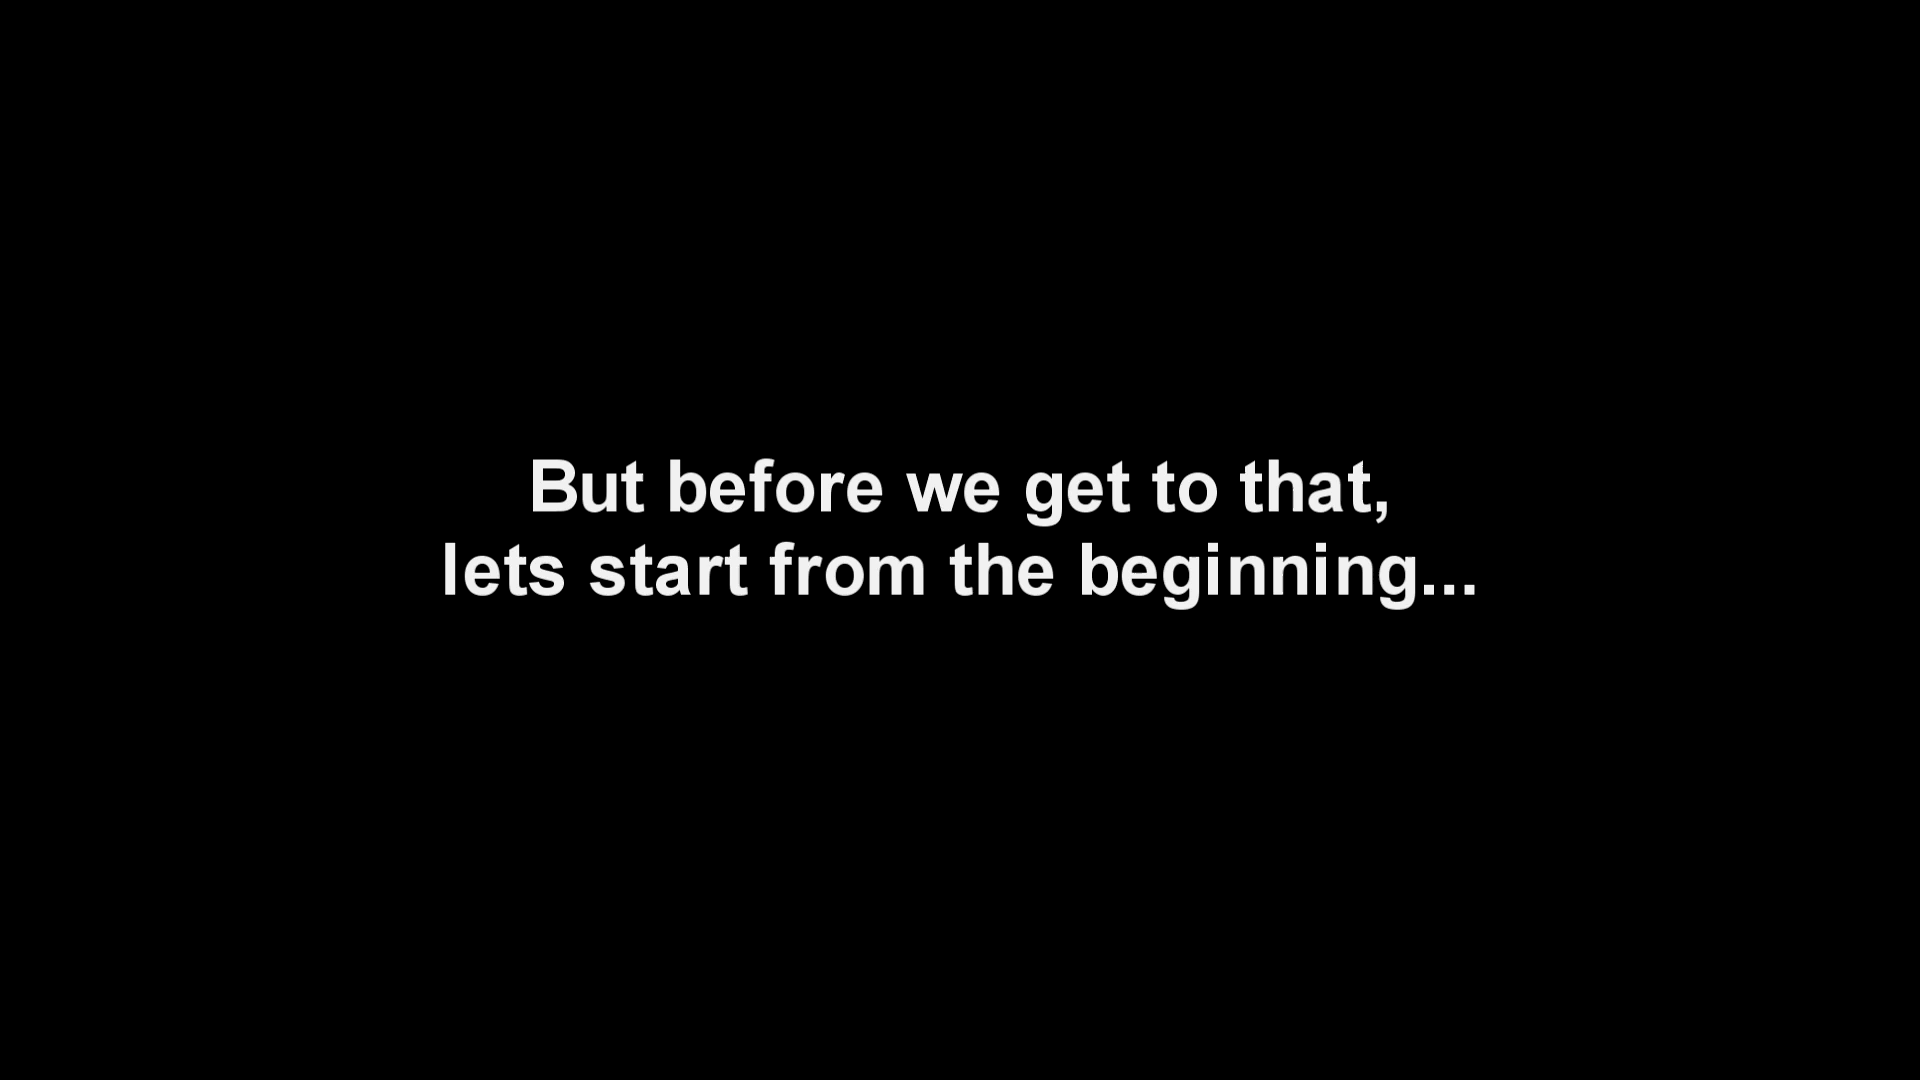 But before we get to that,
lets start from the beginning...